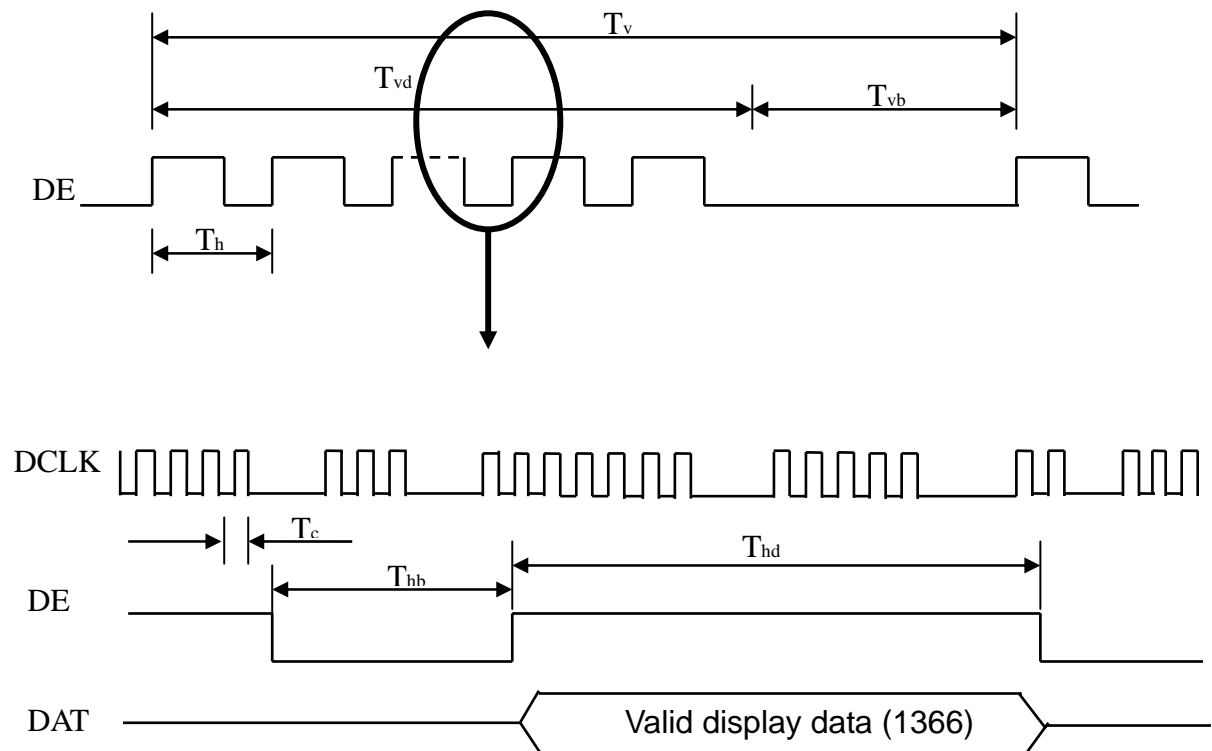 Tv
Tvd
Tvb
DE
Th
DCLK
Tc
Thd
Thb
DE
DAT
Valid display data (1366)